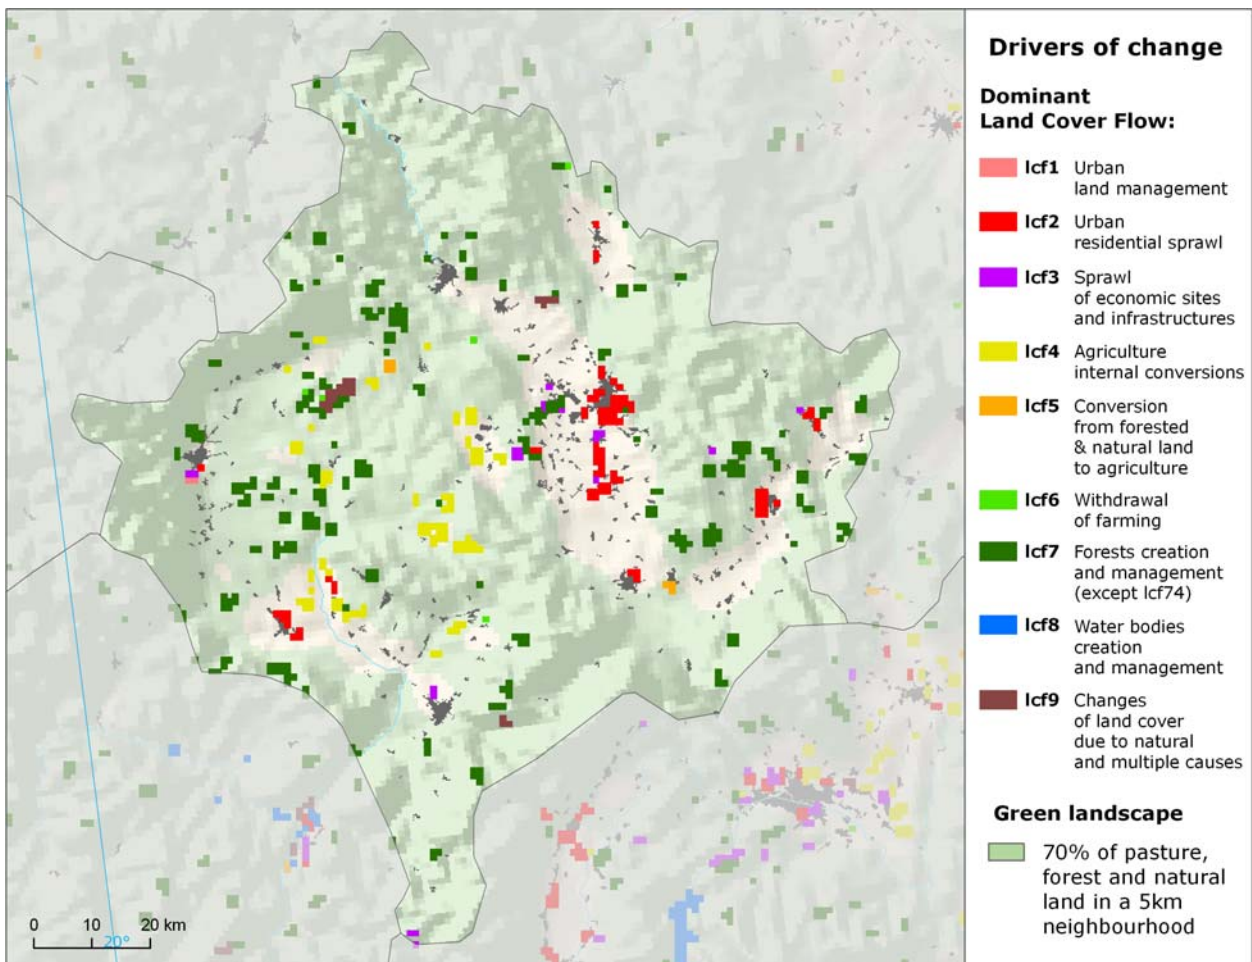 Drivers of change
Dominant
Land Cover Flow:
lcf1 Urban
land management
lcf2 Urban
residential sprawl
lcf3 Sprawl
of economic sites
and infrastructures
lcf4 Agriculture
internal conversions
lcf5 Conversion
from forested
& natural land
to agriculture
lcf6 Withdrawal
of farming
lcf7 Forests creation
and management
(except lcf74)
lcf8 Water bodies
creation
and management
lcf9 Changes
of land cover
due to natural
and multiple causes
Green landscape
70% of pasture,
forest and natural
land in a 5km
neighbourhood
0 10 20 km
20°